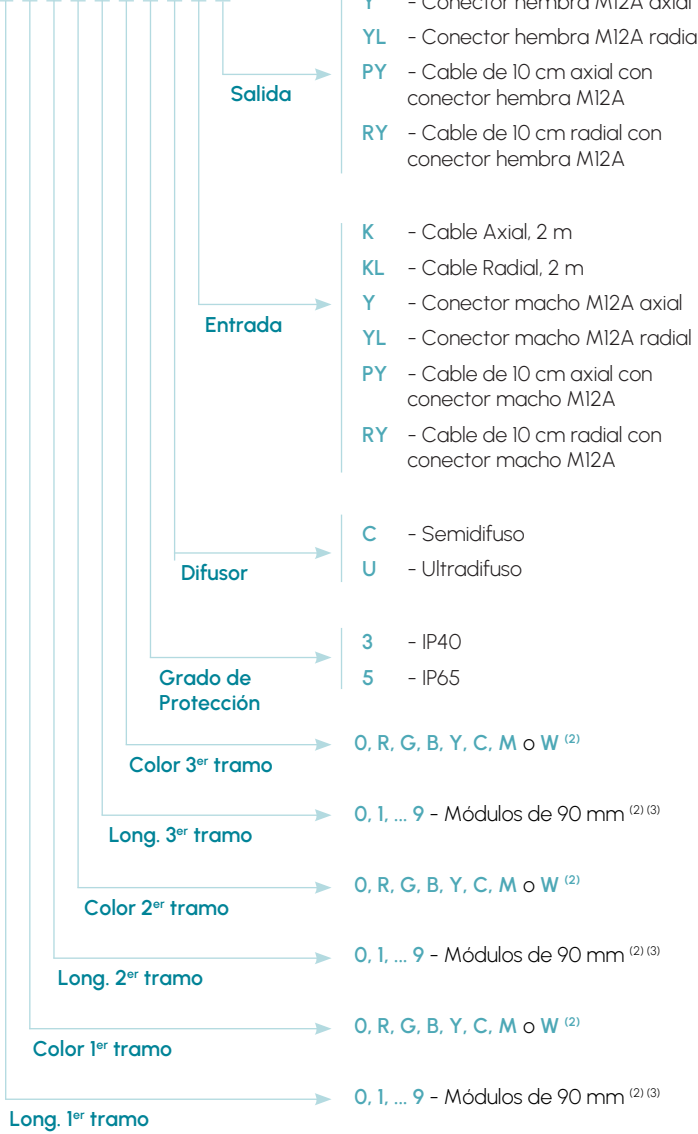 Y - Conector hembra M12A axial
YL - Conector hembra M12A radia
Salida
PY - Cable de 10 cm axial con
conector hembra M12A
RY - Cable de 10 cm radial con
conector hembra M12A
K - Cable Axial, 2 m
KL - Cable Radial, 2 m
Y - Conector macho M12A axial
Entrada
YL - Conector macho M12A radial
PY - Cable de 10 cm axial con
conector macho M12A
RY - Cable de 10 cm radial con
conector macho M12A
C - Semidifuso
Difusor
U - Ultradifuso
3 - IP40
Grado de
Protección
5 - IP65
0, R, G, B, Y, C, M o W (2)
Color 3er tramo
0, 1, ... 9 - Módulos de 90 mm (2) (3)
Long. 3er tramo
0, R, G, B, Y, C, M o W (2)
Color 2er tramo
0, 1, ... 9 - Módulos de 90 mm (2) (3)
Long. 2er tramo
0, R, G, B, Y, C, M o W (2)
Color 1er tramo
0, 1, ... 9 - Módulos de 90 mm (2) (3)
Long. 1er tramo